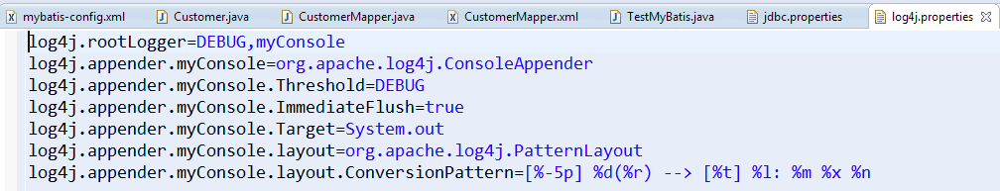 mybatis-config.xml Customer.java CustomerMapper.java CustomerMapper.xml TestMyBatis.java jdbc.properties log4j.properties
log4j.rootLogger=DEBUG,myConsole
log4j.appender.myConsole=org.apache.log4j.ConsoleAppender
log4j.appender.myConsole.Threshold=DEBUG
log4j.appender.myConsole.ImmediateFlush=true
log4j.appender.myConsole.Target=System.out
log4j.appender.myConsole.layout=org.apache.log4j.PatternLayout
log4j.appender.myConsole.layout.ConversionPattern=[%-5p] %d(%r) --> [%t] %l: %m %x %n